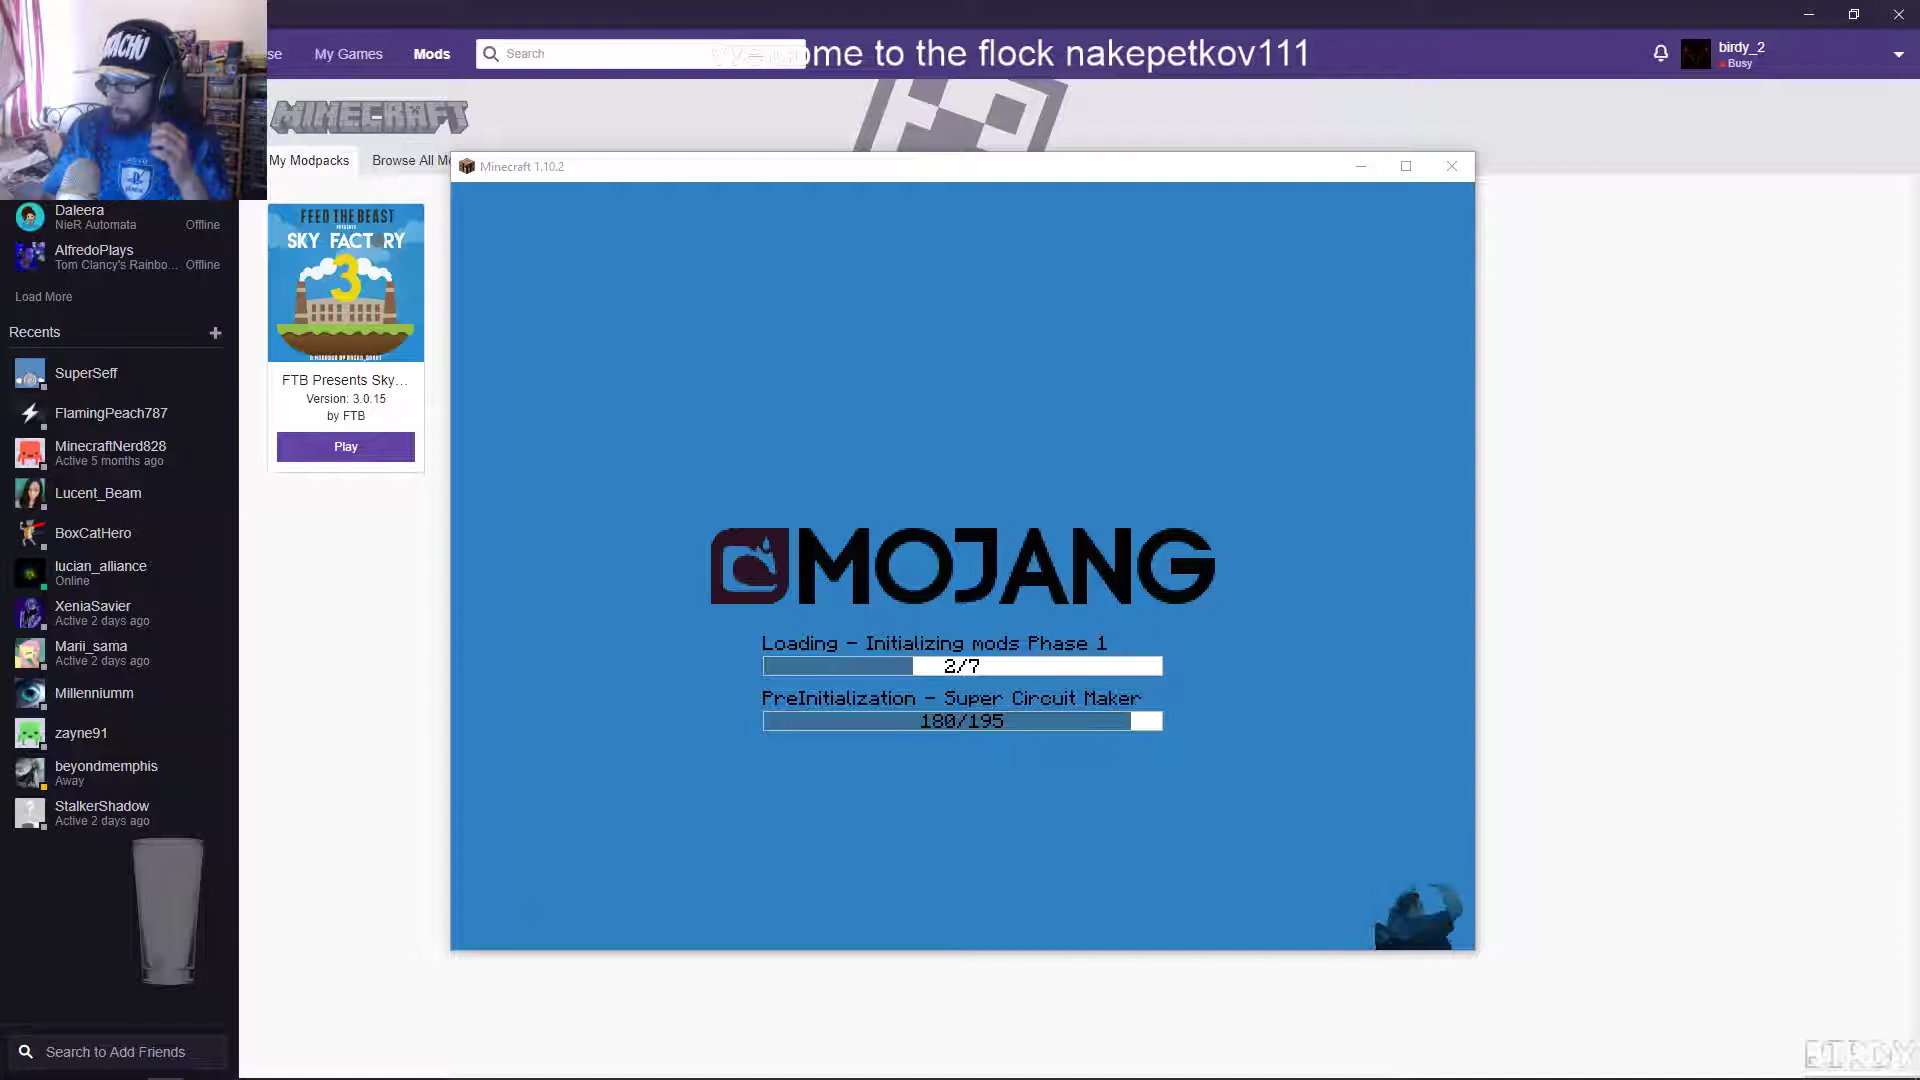 se
My Games
Mods
Search
ome to the flock nakepetkov111
birdy_2
Busy
MINECRAFT
My Modpacks
Browse All M
Minecraft 1.10.2
Daleera
NieR Automata
Offline
AlfredoPlays
Tom Clancy's Rainbo...
Offline
Load More
Recents
SuperSeff
FlamingPeach787
MinecraftNerd828
Active 5 months ago
Lucent_Beam
BoxCatHero
lucian_alliance
Online
XeniaSavier
Active 2 days ago
Marii_sama
Active 2 days ago
Millenniumm
zayne91
beyondmemphis
Away
StalkerShadow
Active 2 days ago
Search to Add Friends
FEED THE BEAST
PRESENTS
SKY FACTORY
3
FTB Presents Sky...
Version: 3.0.15
by FTB
Play
MOJANG
Loading - Initializing mods Phase 1
2/7
PreInitialization - Super Circuit Maker
180/195
BIRDY